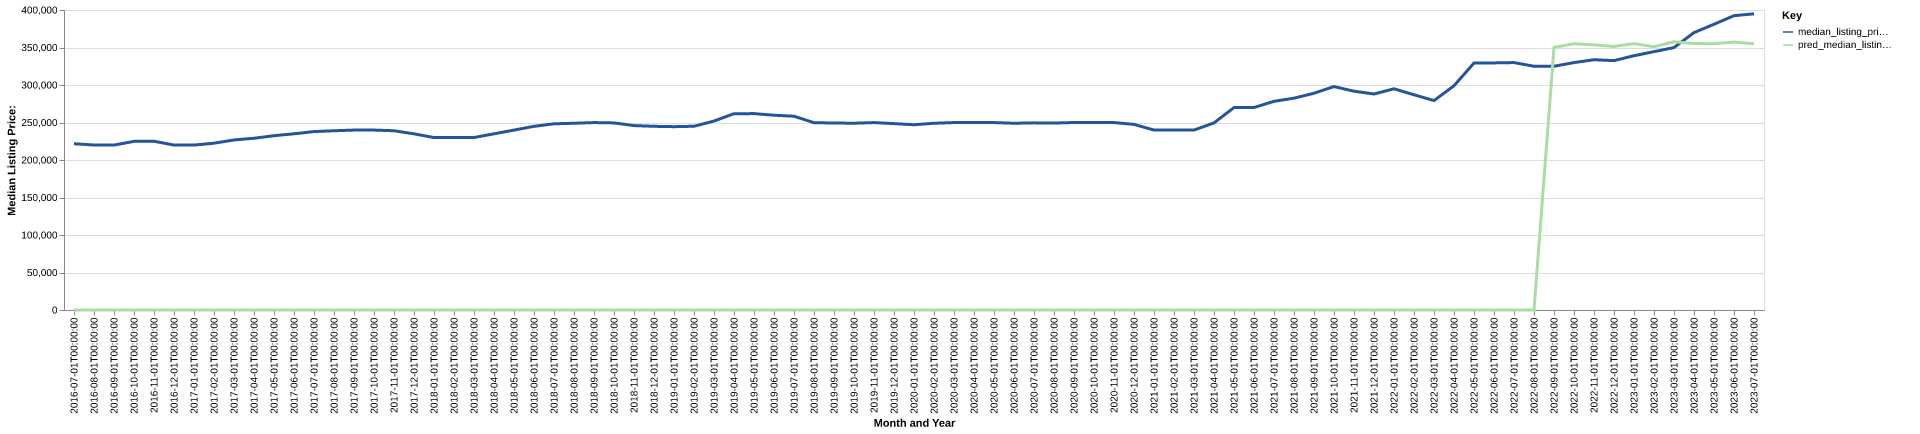 400,000
350,000
300,000
250,000
200,000
150,000
100,000
50,000
0
Median Listing Price:
2016-07-01T00:00:00
2016-08-01T00:00:00
2016-09-01T00:00:00
2016-10-01T00:00:00
2016-11-01T00:00:00
2016-12-01T00:00:00
2017-01-01T00:00:00
2017-02-01T00:00:00
2017-03-01T00:00:00
2017-04-01T00:00:00
2017-05-01T00:00:00
2017-06-01T00:00:00
2017-07-01T00:00:00
2017-08-01T00:00:00
2017-09-01T00:00:00
2017-10-01T00:00:00
2017-11-01T00:00:00
2017-12-01T00:00:00
2018-01-01T00:00:00
2018-02-01T00:00:00
2018-03-01T00:00:00
2018-04-01T00:00:00
2018-05-01T00:00:00
2018-06-01T00:00:00
2018-07-01T00:00:00
2018-08-01T00:00:00
2018-09-01T00:00:00
2018-10-01T00:00:00
2018-11-01T00:00:00
2018-12-01T00:00:00
2019-01-01T00:00:00
2019-02-01T00:00:00
2019-03-01T00:00:00
2019-04-01T00:00:00
2019-05-01T00:00:00
2019-06-01T00:00:00
2019-07-01T00:00:00
2019-08-01T00:00:00
2019-09-01T00:00:00
2019-10-01T00:00:00
2019-11-01T00:00:00
2019-12-01T00:00:00
2020-01-01T00:00:00
2020-02-01T00:00:00
2020-03-01T00:00:00
2020-04-01T00:00:00
2020-05-01T00:00:00
2020-06-01T00:00:00
2020-07-01T00:00:00
2020-08-01T00:00:00
2020-09-01T00:00:00
2020-10-01T00:00:00
2020-11-01T00:00:00
2020-12-01T00:00:00
2021-01-01T00:00:00
2021-02-01T00:00:00
2021-03-01T00:00:00
2021-04-01T00:00:00
2021-05-01T00:00:00
2021-06-01T00:00:00
2021-07-01T00:00:00
2021-08-01T00:00:00
2021-09-01T00:00:00
2021-10-01T00:00:00
2021-11-01T00:00:00
2021-12-01T00:00:00
2022-01-01T00:00:00
2022-02-01T00:00:00
2022-03-01T00:00:00
2022-04-01T00:00:00
2022-05-01T00:00:00
2022-06-01T00:00:00
2022-07-01T00:00:00
2022-08-01T00:00:00
2022-09-01T00:00:00
2022-10-01T00:00:00
2022-11-01T00:00:00
2022-12-01T00:00:00
2023-01-01T00:00:00
2023-02-01T00:00:00
2023-03-01T00:00:00
2023-04-01T00:00:00
2023-05-01T00:00:00
2023-06-01T00:00:00
2023-07-01T00:00:00
Month and Year
Key
median_listing_pri…
pred_median_listin…